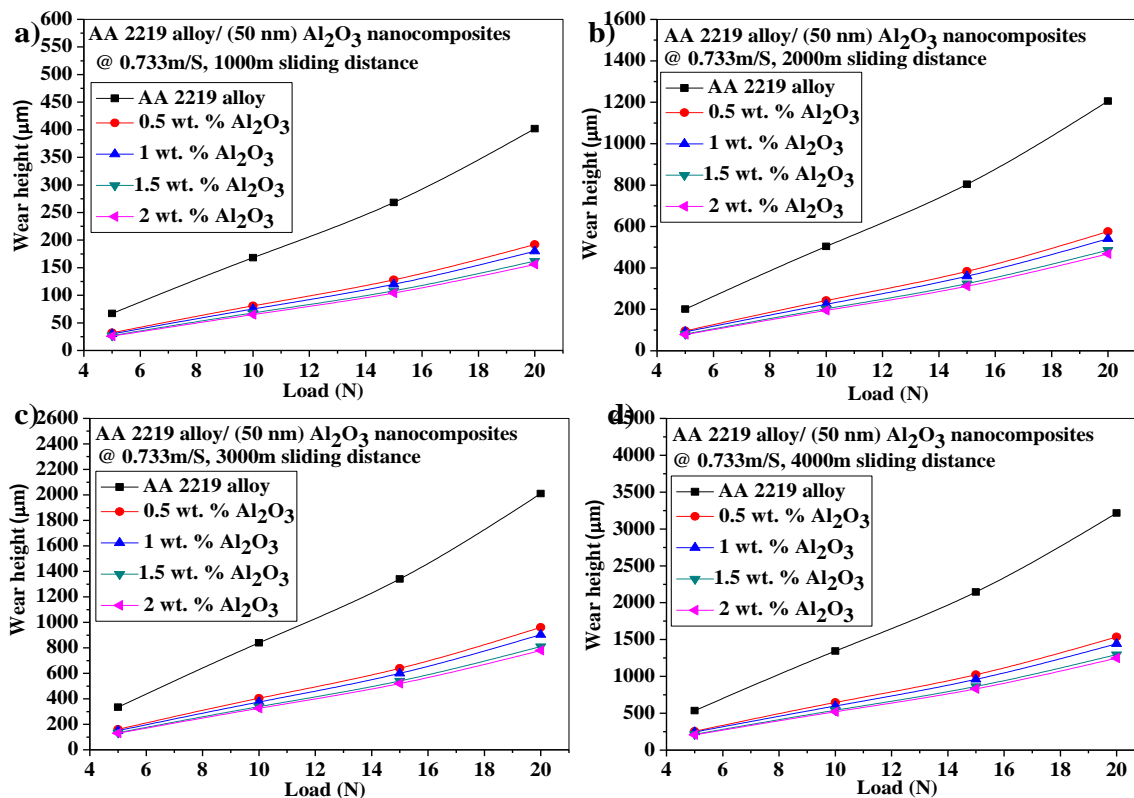 a)
AA 2219 alloy/ (50 nm) Al2O3 nanocomposites
@ 0.733m/S, 1000m sliding distance
AA 2219 alloy
0.5 wt. % Al2O3
1 wt. % Al2O3
1.5 wt. % Al2O3
2 wt. % Al2O3
Wear height (μm)
600
550
500
450
400
350
300
250
200
150
100
50
0
4 6 8 10 12 14 16 18 20
Load (N)
b)
AA 2219 alloy/ (50 nm) Al2O3 nanocomposites
@ 0.733m/S, 2000m sliding distance
AA 2219 alloy
0.5 wt. % Al2O3
1 wt. % Al2O3
1.5 wt. % Al2O3
2 wt. % Al2O3
Wear height (μm)
1600
1400
1200
1000
800
600
400
200
0
4 6 8 10 12 14 16 18 20
Load (N)
c)
AA 2219 alloy/ (50 nm) Al2O3 nanocomposites
@ 0.733m/S, 3000m sliding distance
AA 2219 alloy
0.5 wt. % Al2O3
1 wt. % Al2O3
1.5 wt. % Al2O3
2 wt. % Al2O3
Wear height (μm)
2600
2400
2200
2000
1800
1600
1400
1200
1000
800
600
400
200
0
4 6 8 10 12 14 16 18 20
Load (N)
d)
AA 2219 alloy/ (50 nm) Al2O3 nanocomposites
@ 0.733m/S, 4000m sliding distance
AA 2219 alloy
0.5 wt. % Al2O3
1 wt. % Al2O3
1.5 wt. % Al2O3
2 wt. % Al2O3
Wear height (μm)
4500
4000
3500
3000
2500
2000
1500
1000
500
0
4 6 8 10 12 14 16 18 20
Load (N)